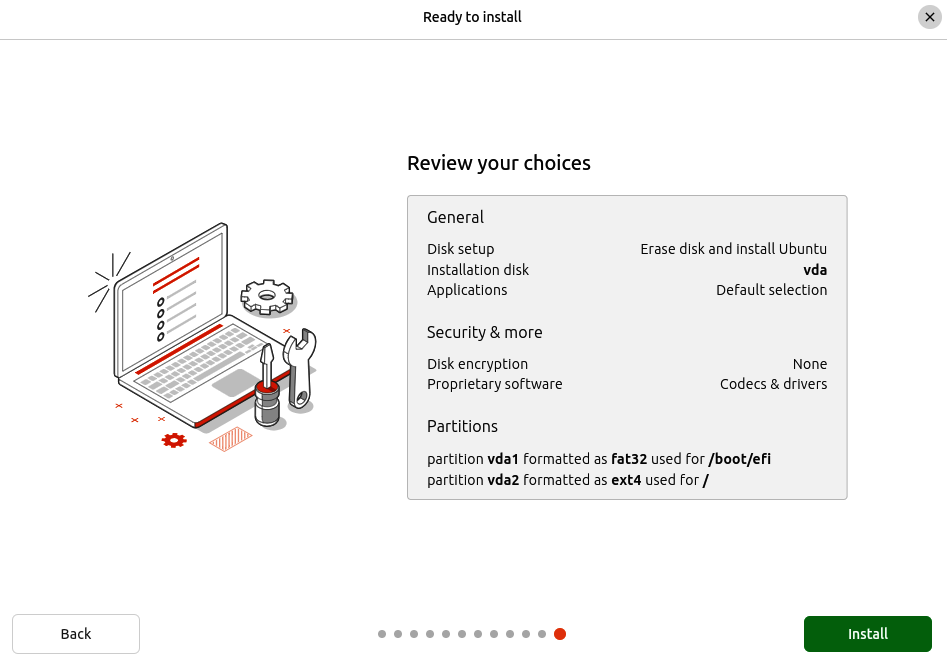 Ready to install
Review your choices
General
Disk setup Erase disk and install Ubuntu
Installation disk vda
Applications Default selection
Security & more
Disk encryption None
Proprietary software Codecs & drivers
Partitions
partition vda1 formatted as fat32 used for /boot/efi
partition vda2 formatted as ext4 used for /
Back Install